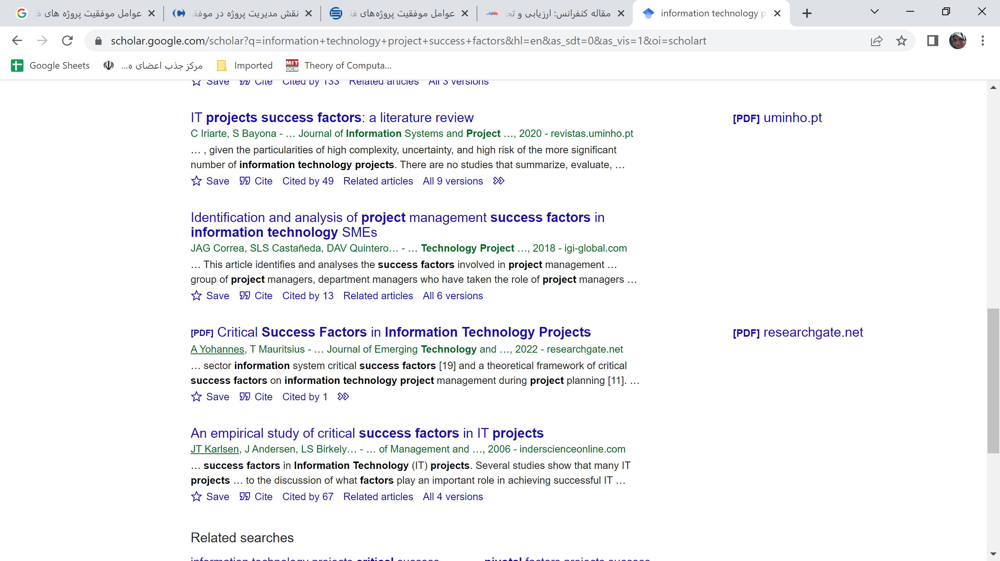 عوامل موفقیت پروژه های
نقش مدیریت پروژه در
عوامل موفقیت پروژه‌های
مقاله کنفرانس: ارزیابی و
information technology p
scholar.google.com/scholar?q=information+technology+project+success+factors&hl=en&as_sdt=0&as_vis=1&oi=scholart
Google Sheets
مرکز جذب اعضای ه...
Imported
MIT
OCW
Theory of Computa...
Save Cite Cited by 133 Related articles All 3 versions
IT projects success factors: a literature review
[PDF] uminho.pt
C Iriarte, S Bayona - … Journal of Information Systems and Project …, 2020 - revistas.uminho.pt
… , given the particularities of high complexity, uncertainty, and high risk of the more significant
number of information technology projects. There are no studies that summarize, evaluate, …
Save Cite Cited by 49 Related articles All 9 versions
Identification and analysis of project management success factors in
information technology SMEs
JAG Correa, SLS Castañeda, DAV Quintero… - … Technology Project …, 2018 - igi-global.com
… This article identifies and analyses the success factors involved in project management …
group of project managers, department managers who have taken the role of project managers …
Save Cite Cited by 13 Related articles All 6 versions
[PDF] Critical Success Factors in Information Technology Projects
[PDF] researchgate.net
A Yohannes, T Mauritsius - … Journal of Emerging Technology and …, 2022 - researchgate.net
… sector information system critical success factors [19] and a theoretical framework of critical
success factors on information technology project management during project planning [11]. …
Save Cite Cited by 1
An empirical study of critical success factors in IT projects
JT Karlsen, J Andersen, LS Birkely… - … of Management and …, 2006 - inderscienceonline.com
… success factors in Information Technology (IT) projects. Several studies show that many IT
projects … to the discussion of what factors play an important role in achieving successful IT …
Save Cite Cited by 67 Related articles All 4 versions
Related searches
information technology projects critical success
pivotal factors projects success